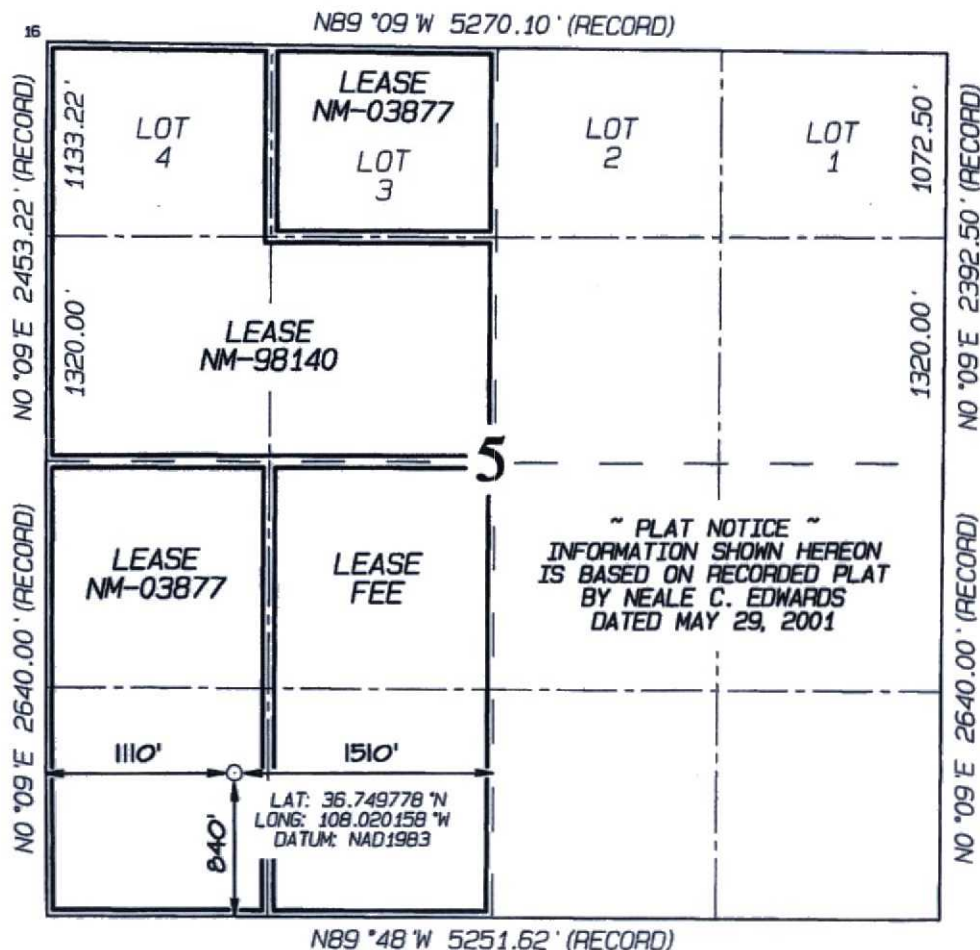 N89°09'W 5270.10' (RECORD)
16
N0°09'E 2453.22' (RECORD)
1133.22'
LOT
4
LEASE
NM-03877
LOT
3
LOT
2
LOT
1
1072.50'
N0°09'E 2392.50' (RECORD)
1320.00'
LEASE
NM-98140
1320.00'
5
N0°09'E 2640.00' (RECORD)
LEASE
NM-03877
LEASE
FEE
~ PLAT NOTICE ~
INFORMATION SHOWN HEREON
IS BASED ON RECORDED PLAT
BY NEALE C. EDWARDS
DATED MAY 29, 2001
N0°09'E 2640.00' (RECORD)
1110'
1510'
840'
LAT: 36.749778 °N
LONG: 108.020158 °W
DATUM: NAD1983
N89°48'W 5251.62' (RECORD)